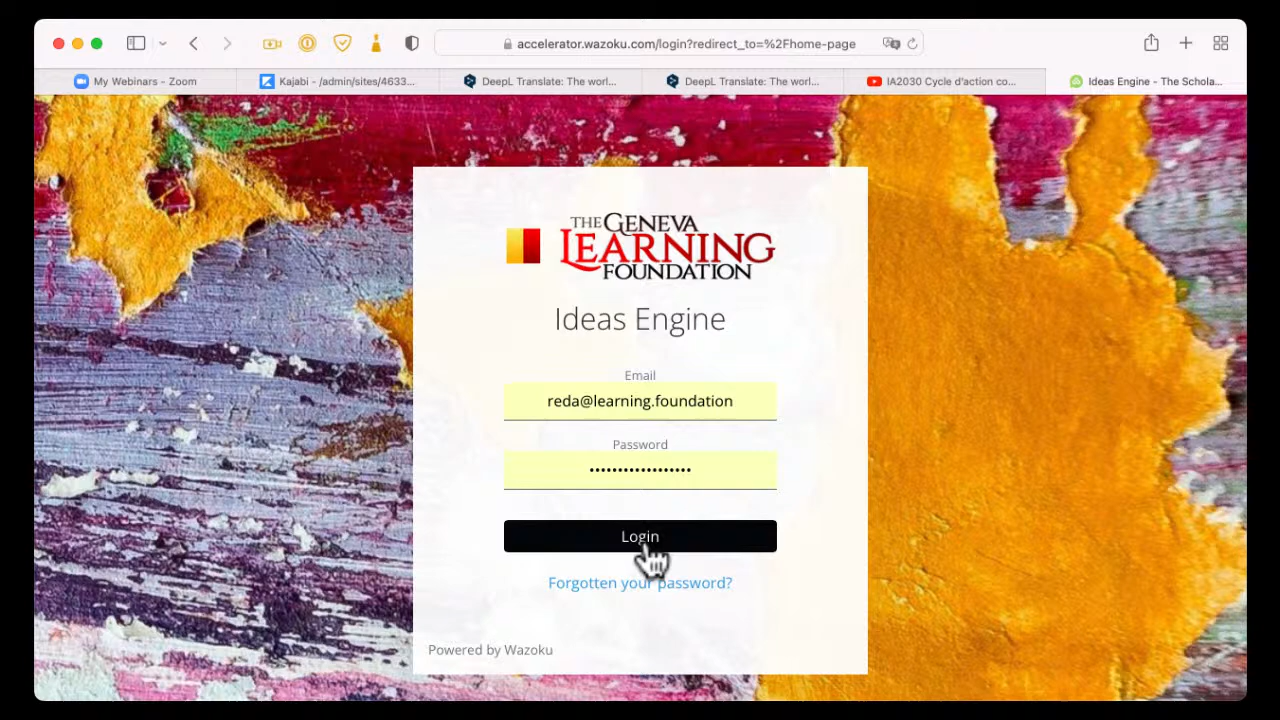 accelerator.wazoku.com/login?redirect_to=%2Fhome-page
My Webinars - Zoom
Kajabi - /admin/sites/4633...
DeepL Translate: The worl...
DeepL Translate: The worl...
IA2030 Cycle d'action co...
Ideas Engine - The Schola...
THE GENEVA
LEARNING
FOUNDATION
Ideas Engine
Email
reda@learning.foundation
Password
••••••••••••••••••
Login
Forgotten your password?
Powered by Wazoku